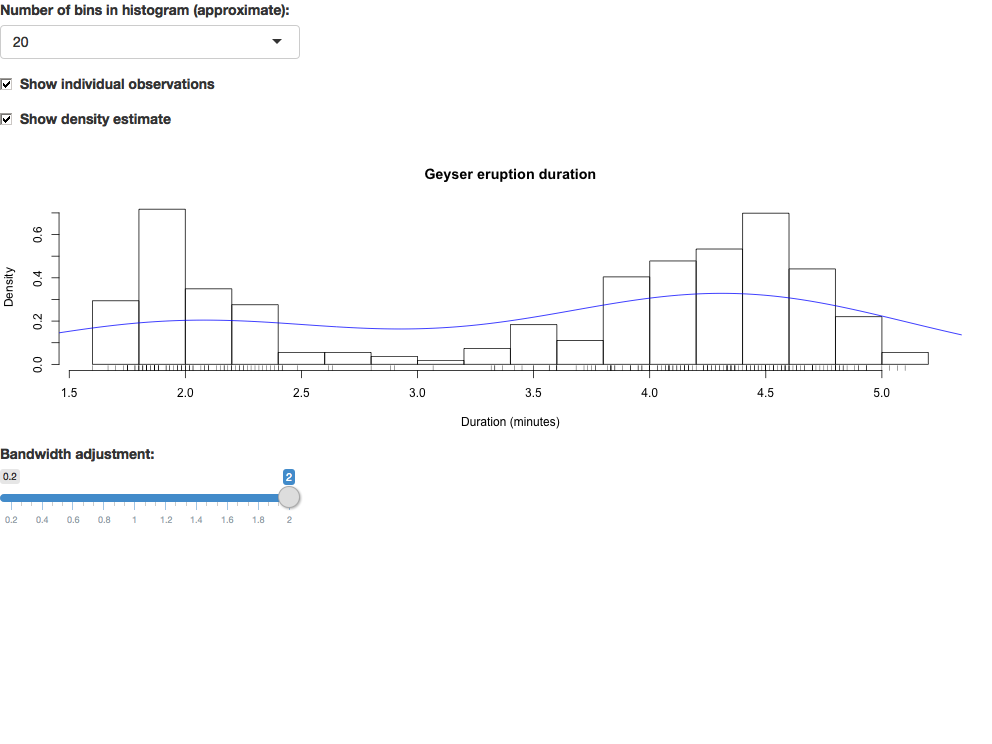 Number of bins in histogram (approximate):
20
Show individual observations
Show density estimate
Geyser eruption duration
Density
0.0 0.2 0.4 0.6
1.5 2.0 2.5 3.0 3.5 4.0 4.5 5.0
Duration (minutes)
Bandwidth adjustment:
0.2 2
0.2 0.4 0.6 0.8 1 1.2 1.4 1.6 1.8 2